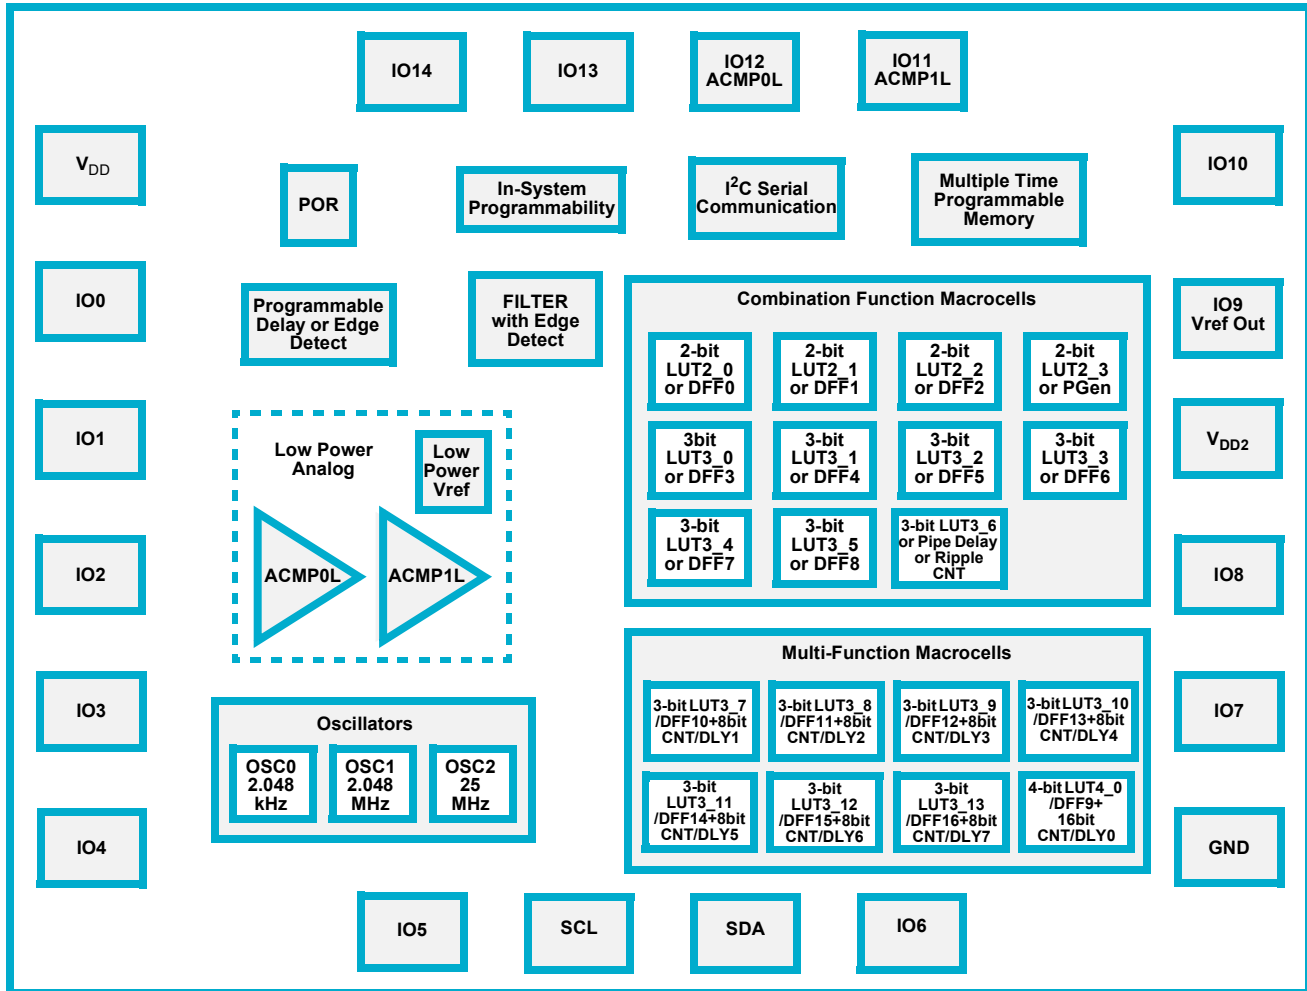 IO14
IO13
IO12
ACMP0L
IO11
ACMP1L
V_DD
IO10
POR
In-System
Programmability
I²C Serial
Communication
Multiple Time
Programmable
Memory
IO0
Programmable
Delay or Edge
Detect
FILTER
with Edge
Detect
IO9
Vref Out
Combination Function Macrocells
2-bit
LUT2_0
or DFF0
2-bit
LUT2_1
or DFF1
2-bit
LUT2_2
or DFF2
2-bit
LUT2_3
or PGen
3bit
LUT3_0
or DFF3
3-bit
LUT3_1
or DFF4
3-bit
LUT3_2
or DFF5
3-bit
LUT3_3
or DFF6
3-bit
LUT3_4
or DFF7
3-bit
LUT3_5
or DFF8
3-bit LUT3_6
or Pipe Delay
or Ripple
CNT
IO1
Low Power
Analog
Low
Power
Vref
ACMP0L
ACMP1L
V_DD2
IO2
IO8
Multi-Function Macrocells
3-bit LUT3_7
/DFF10+8bit
CNT/DLY1
3-bit LUT3_8
/DFF11+8bit
CNT/DLY2
3-bit LUT3_9
/DFF12+8bit
CNT/DLY3
3-bit LUT3_10
/DFF13+8bit
CNT/DLY4
3-bit
LUT3_11
/DFF14+8bit
CNT/DLY5
3-bit
LUT3_12
/DFF15+8bit
CNT/DLY6
3-bit
LUT3_13
/DFF16+8bit
CNT/DLY7
4-bit LUT4_0
/DFF9+
16bit
CNT/DLY0
IO3
IO7
Oscillators
OSC0
2.048
kHz
OSC1
2.048
MHz
OSC2
25
MHz
IO4
GND
IO5
SCL
SDA
IO6